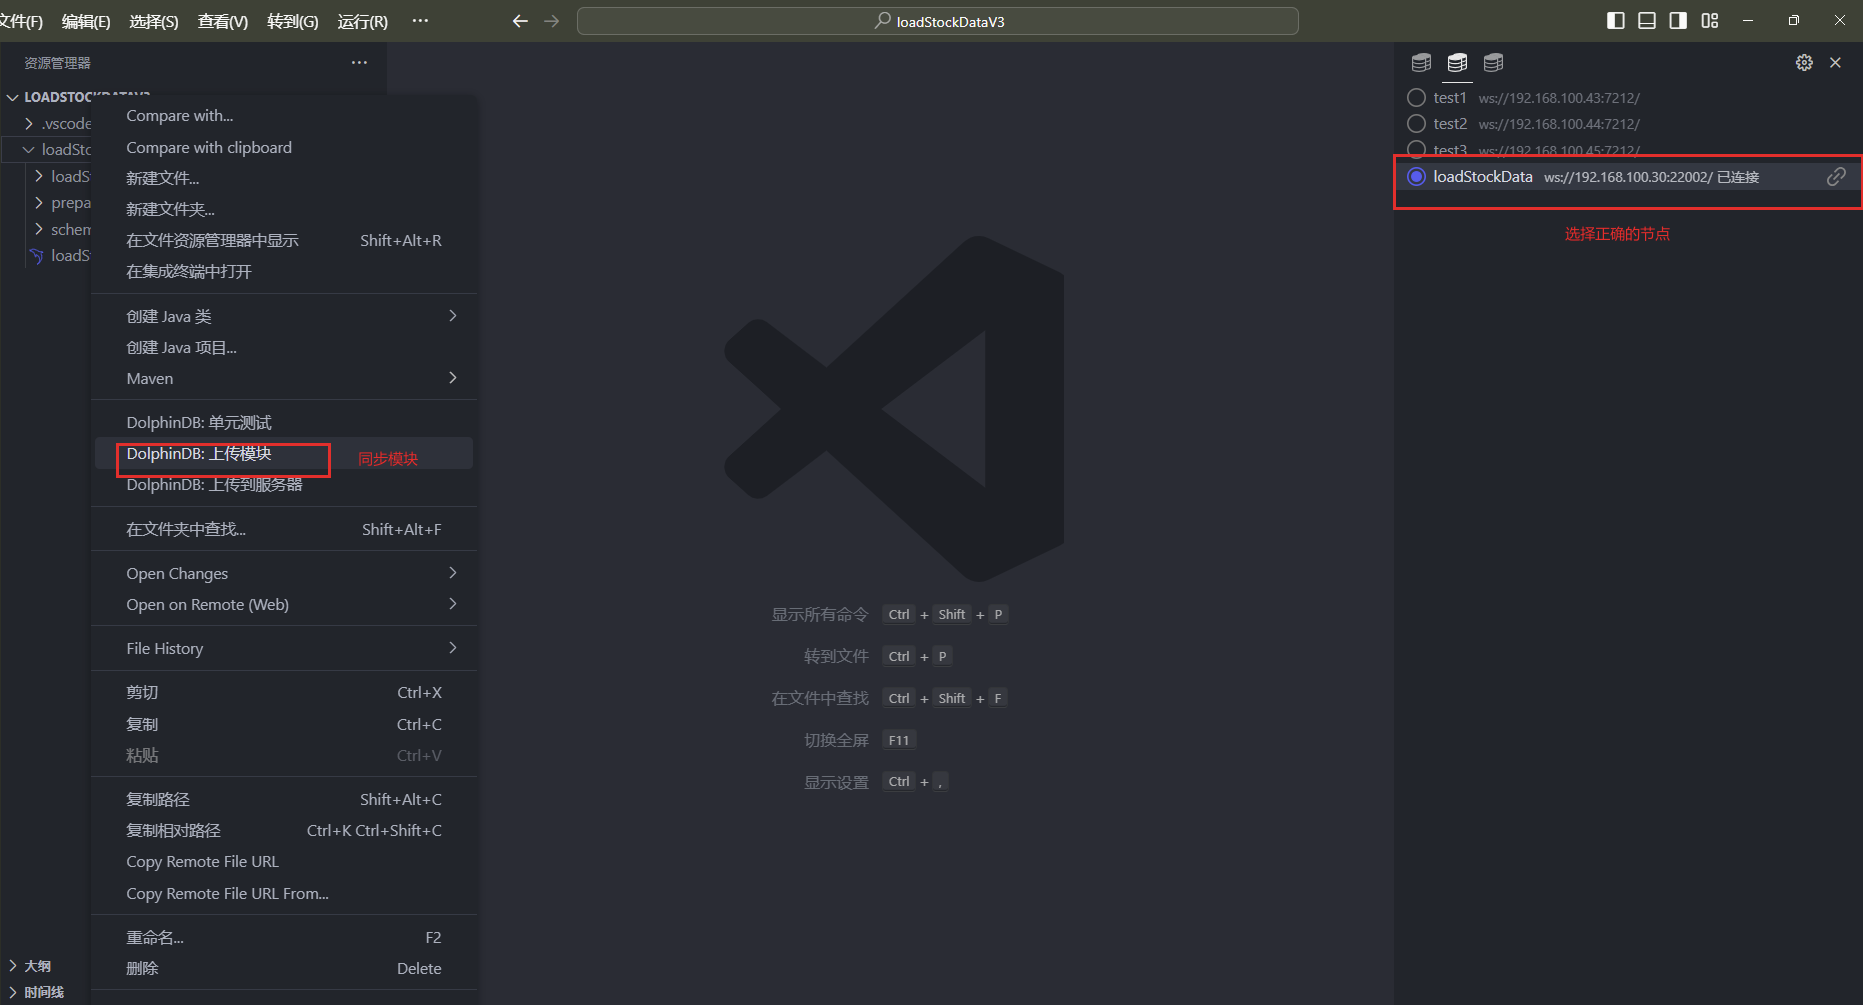 文件(F) 编辑(E) 选择(S) 查看(V) 转到(G) 运行(R) ···
loadStockDataV3
资源管理器
LOADSTOCKDATAV3
.vscode
loadStc
loadS
prepa
schem
loadS
Compare with...
Compare with clipboard
新建文件...
新建文件夹...
在文件资源管理器中显示 Shift+Alt+R
在集成终端中打开
创建 Java 类
创建 Java 项目...
Maven
DolphinDB: 单元测试
DolphinDB: 上传模块 同步模块
DolphinDB: 上传到服务器
在文件夹中查找... Shift+Alt+F
Open Changes
Open on Remote (Web)
File History
剪切 Ctrl+X
复制 Ctrl+C
粘贴 Ctrl+V
复制路径 Shift+Alt+C
复制相对路径 Ctrl+K Ctrl+Shift+C
Copy Remote File URL
Copy Remote File URL From...
重命名... F2
删除 Delete
大纲
时间线
显示所有命令 Ctrl + Shift + P
转到文件 Ctrl + P
在文件中查找 Ctrl + Shift + F
切换全屏 F11
显示设置 Ctrl + ,
test1 ws://192.168.100.43:7212/
test2 ws://192.168.100.44:7212/
test3 ws://192.168.100.45:7212/
loadStockData ws://192.168.100.30:22002/ 已连接
选择正确的节点